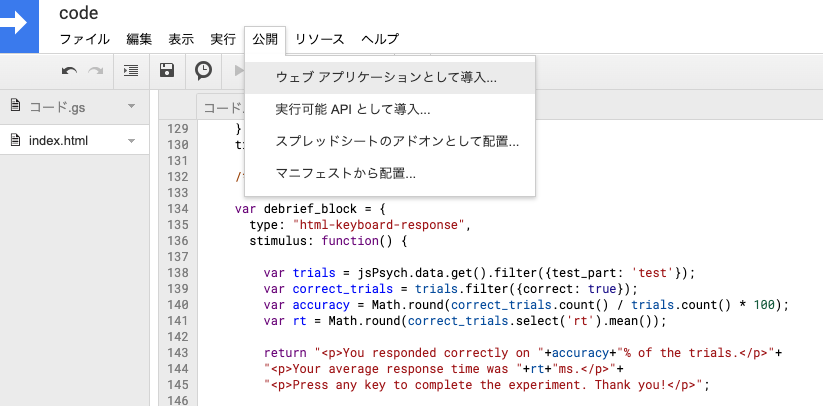 code
ファイル 編集 表示 実行 公開 リソース ヘルプ
ウェブ アプリケーションとして導入...
実行可能 API として導入...
スプレッドシートのアドオンとして配置...
マニフェストから配置...
コード.gs
index.html
コード.
129 }
130 ti
131
132 /
133
134 var debrief_block = {
135 type: "html-keyboard-response",
136 stimulus: function() {
137
138 var trials = jsPsych.data.get().filter({test_part: 'test'});
139 var correct_trials = trials.filter({correct: true});
140 var accuracy = Math.round(correct_trials.count() / trials.count() * 100);
141 var rt = Math.round(correct_trials.select('rt').mean());
142
143 return "<p>You responded correctly on "+accuracy+"% of the trials.</p>"+
144 "<p>Your average response time was "+rt+"ms.</p>"+
145 "<p>Press any key to complete the experiment. Thank you!</p>";
146